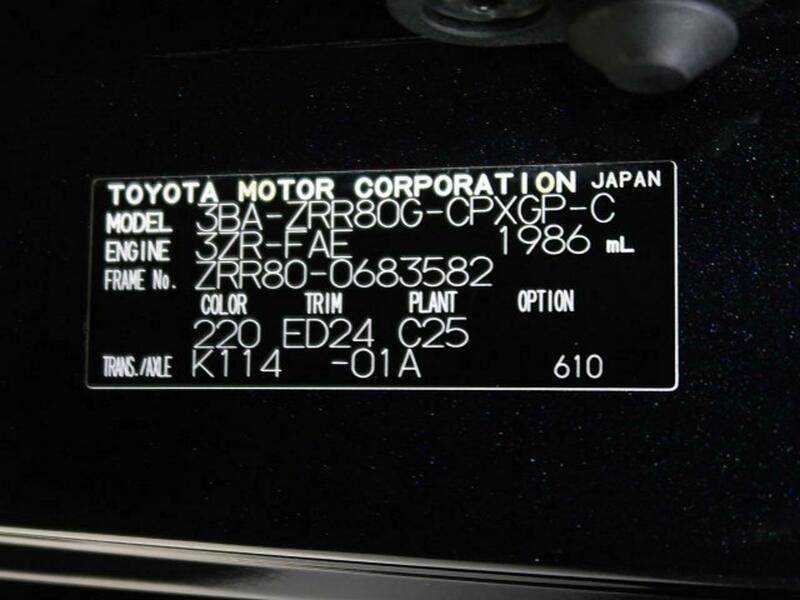 TOYOTA MOTOR CORPORATION JAPAN
MODEL 3BA-ZRR80G-CPXGP-C
ENGINE 3ZR-FAE 1986 mL
FRAME No. ZRR80-0683582
COLOR TRIM PLANT OPTION
220 ED24 C25
TRANS./AXLE K114 -01A 610